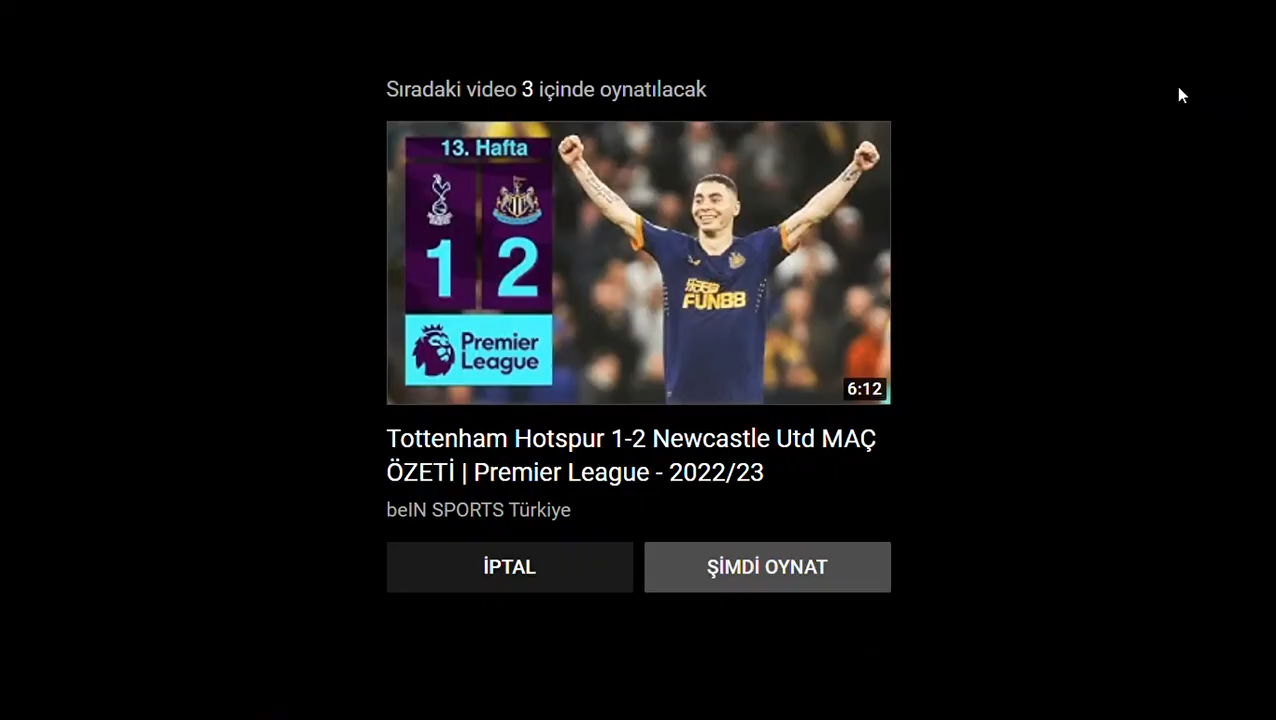 Sıradaki video 3 içinde oynatılacak
13. Hafta
1 2
Premier
League
FUN88
6:12
Tottenham Hotspur 1-2 Newcastle Utd MAÇ
ÖZETİ | Premier League - 2022/23
beIN SPORTS Türkiye
İPTAL
ŞİMDİ OYNAT